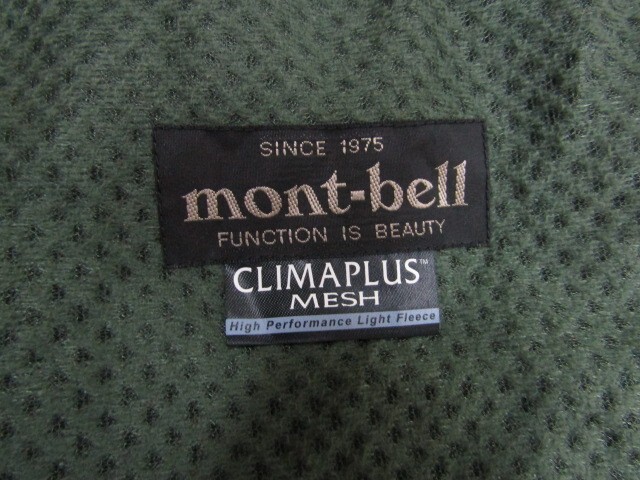 SINCE 1975
mont-bell
FUNCTION IS BEAUTY
CLIMAPLUS™
MESH
High Performance Light Fleece